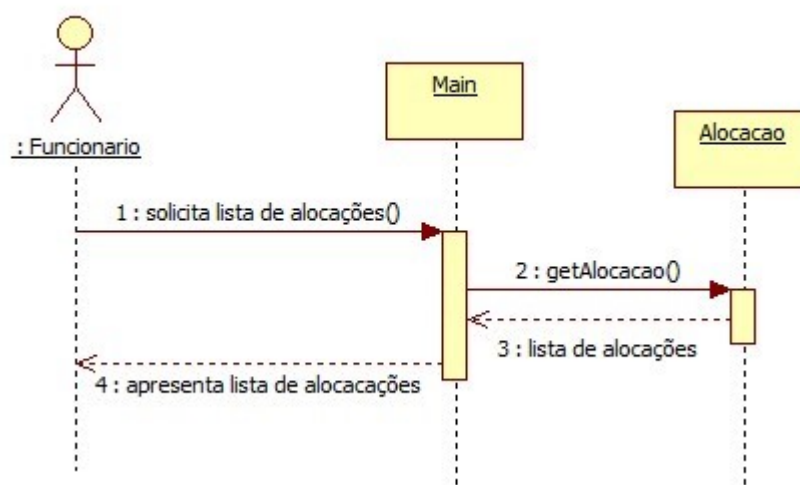 Main
Alocacao
: Funcionario
1 : solicita lista de alocações()
2 : getAlocacao()
3 : lista de alocações
4 : apresenta lista de alocacações